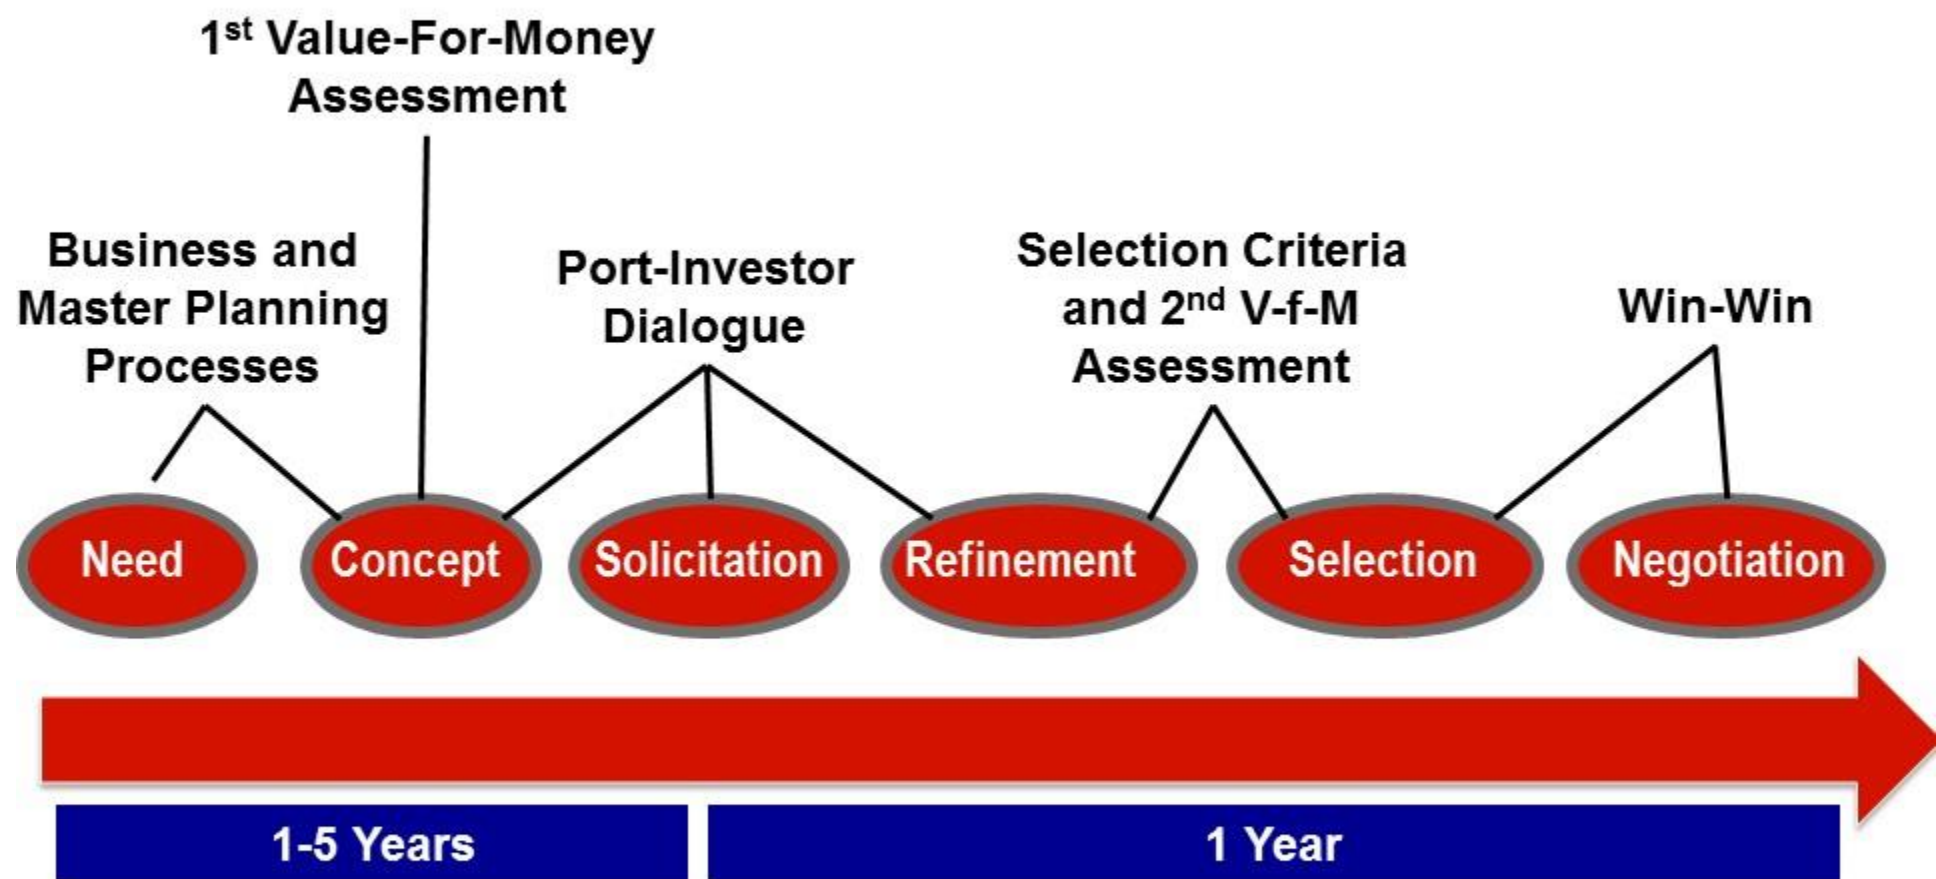 1st Value-For-Money
Assessment
Business and
Master Planning
Processes
Port-Investor
Dialogue
Selection Criteria
and 2nd V-f-M
Assessment
Win-Win
Need
Concept
Solicitation
Refinement
Selection
Negotiation
1-5 Years
1 Year